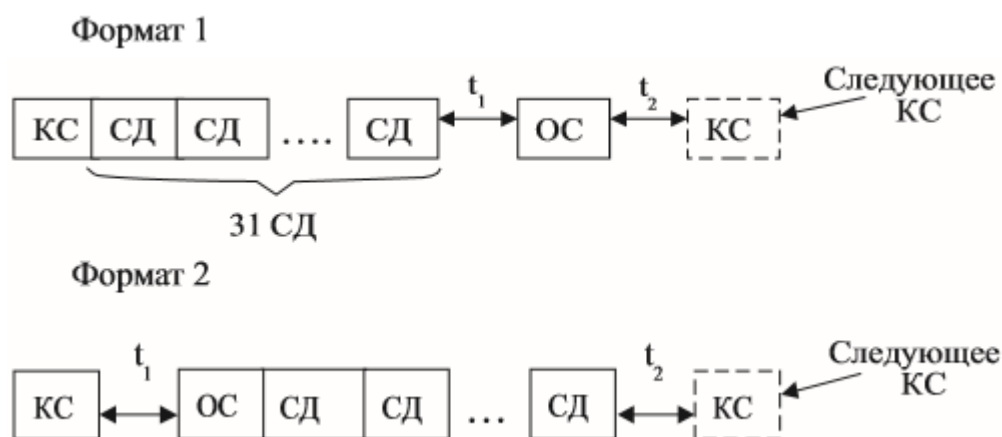 Формат 1
t1 t2 Следующее КС
КС СД СД .... СД ОС КС
31 СД
Формат 2
t1 t2 Следующее КС
КС ОС СД СД ... СД КС